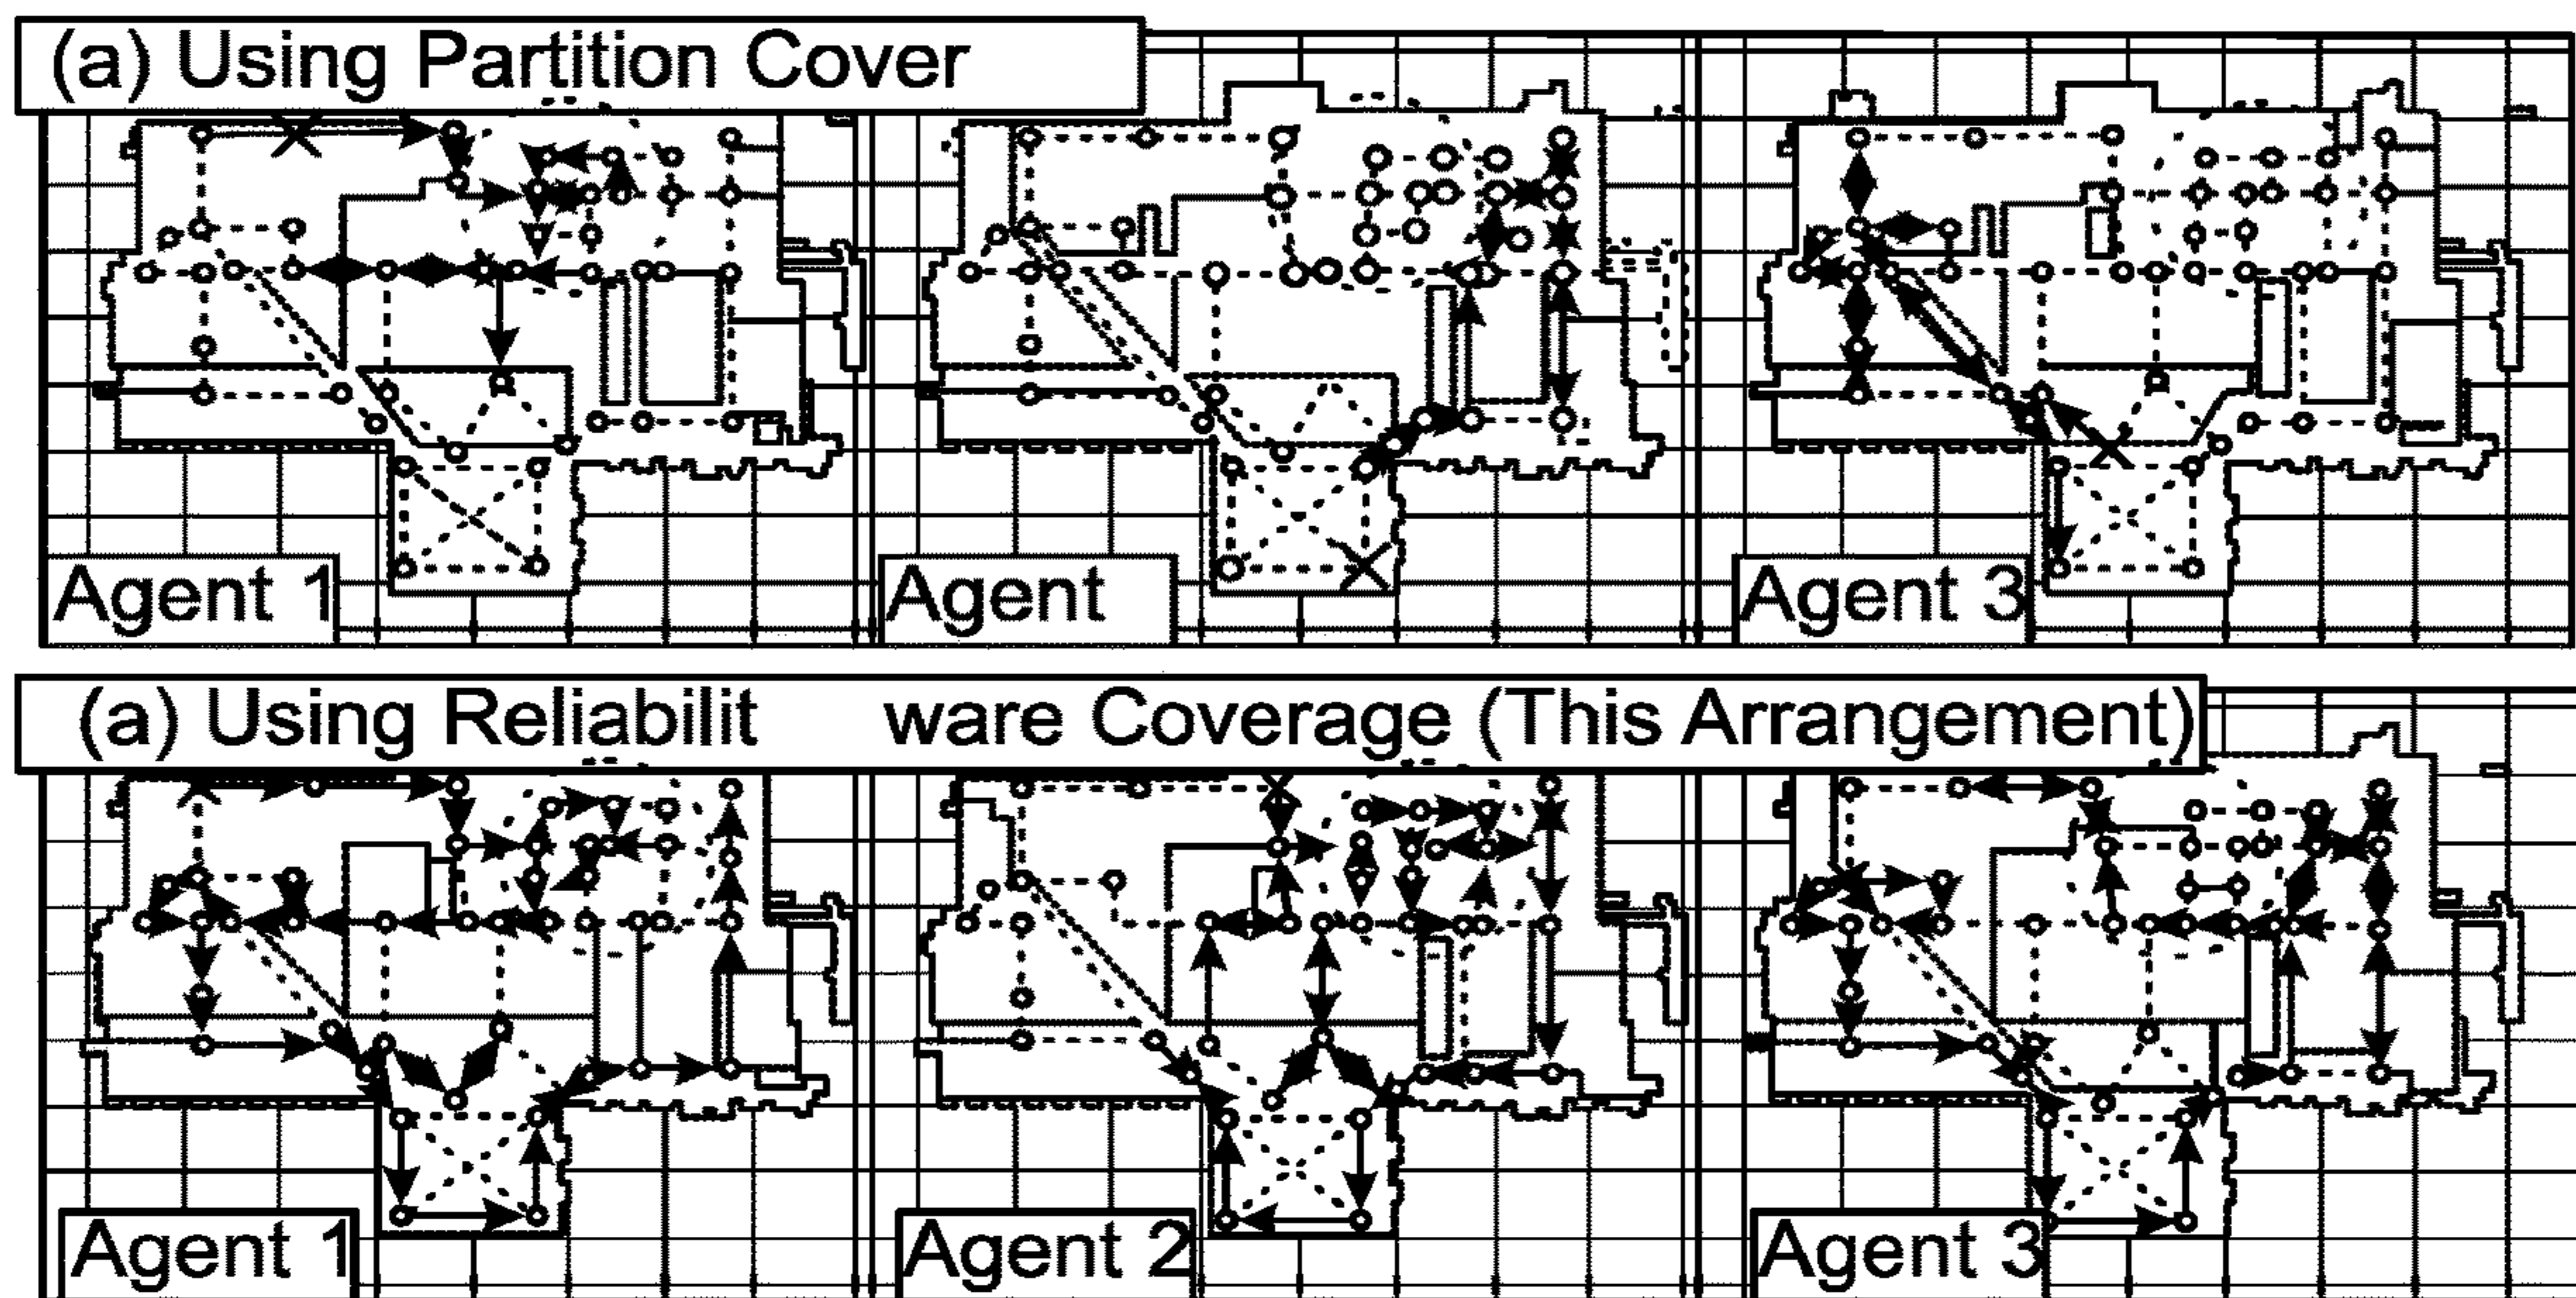 (a) Using Partition Cover
Agent 1
Agent
Agent 3
(a) Using Reliabilit ware Coverage (This Arrangement)
Agent 1
Agent 2
Agent 3